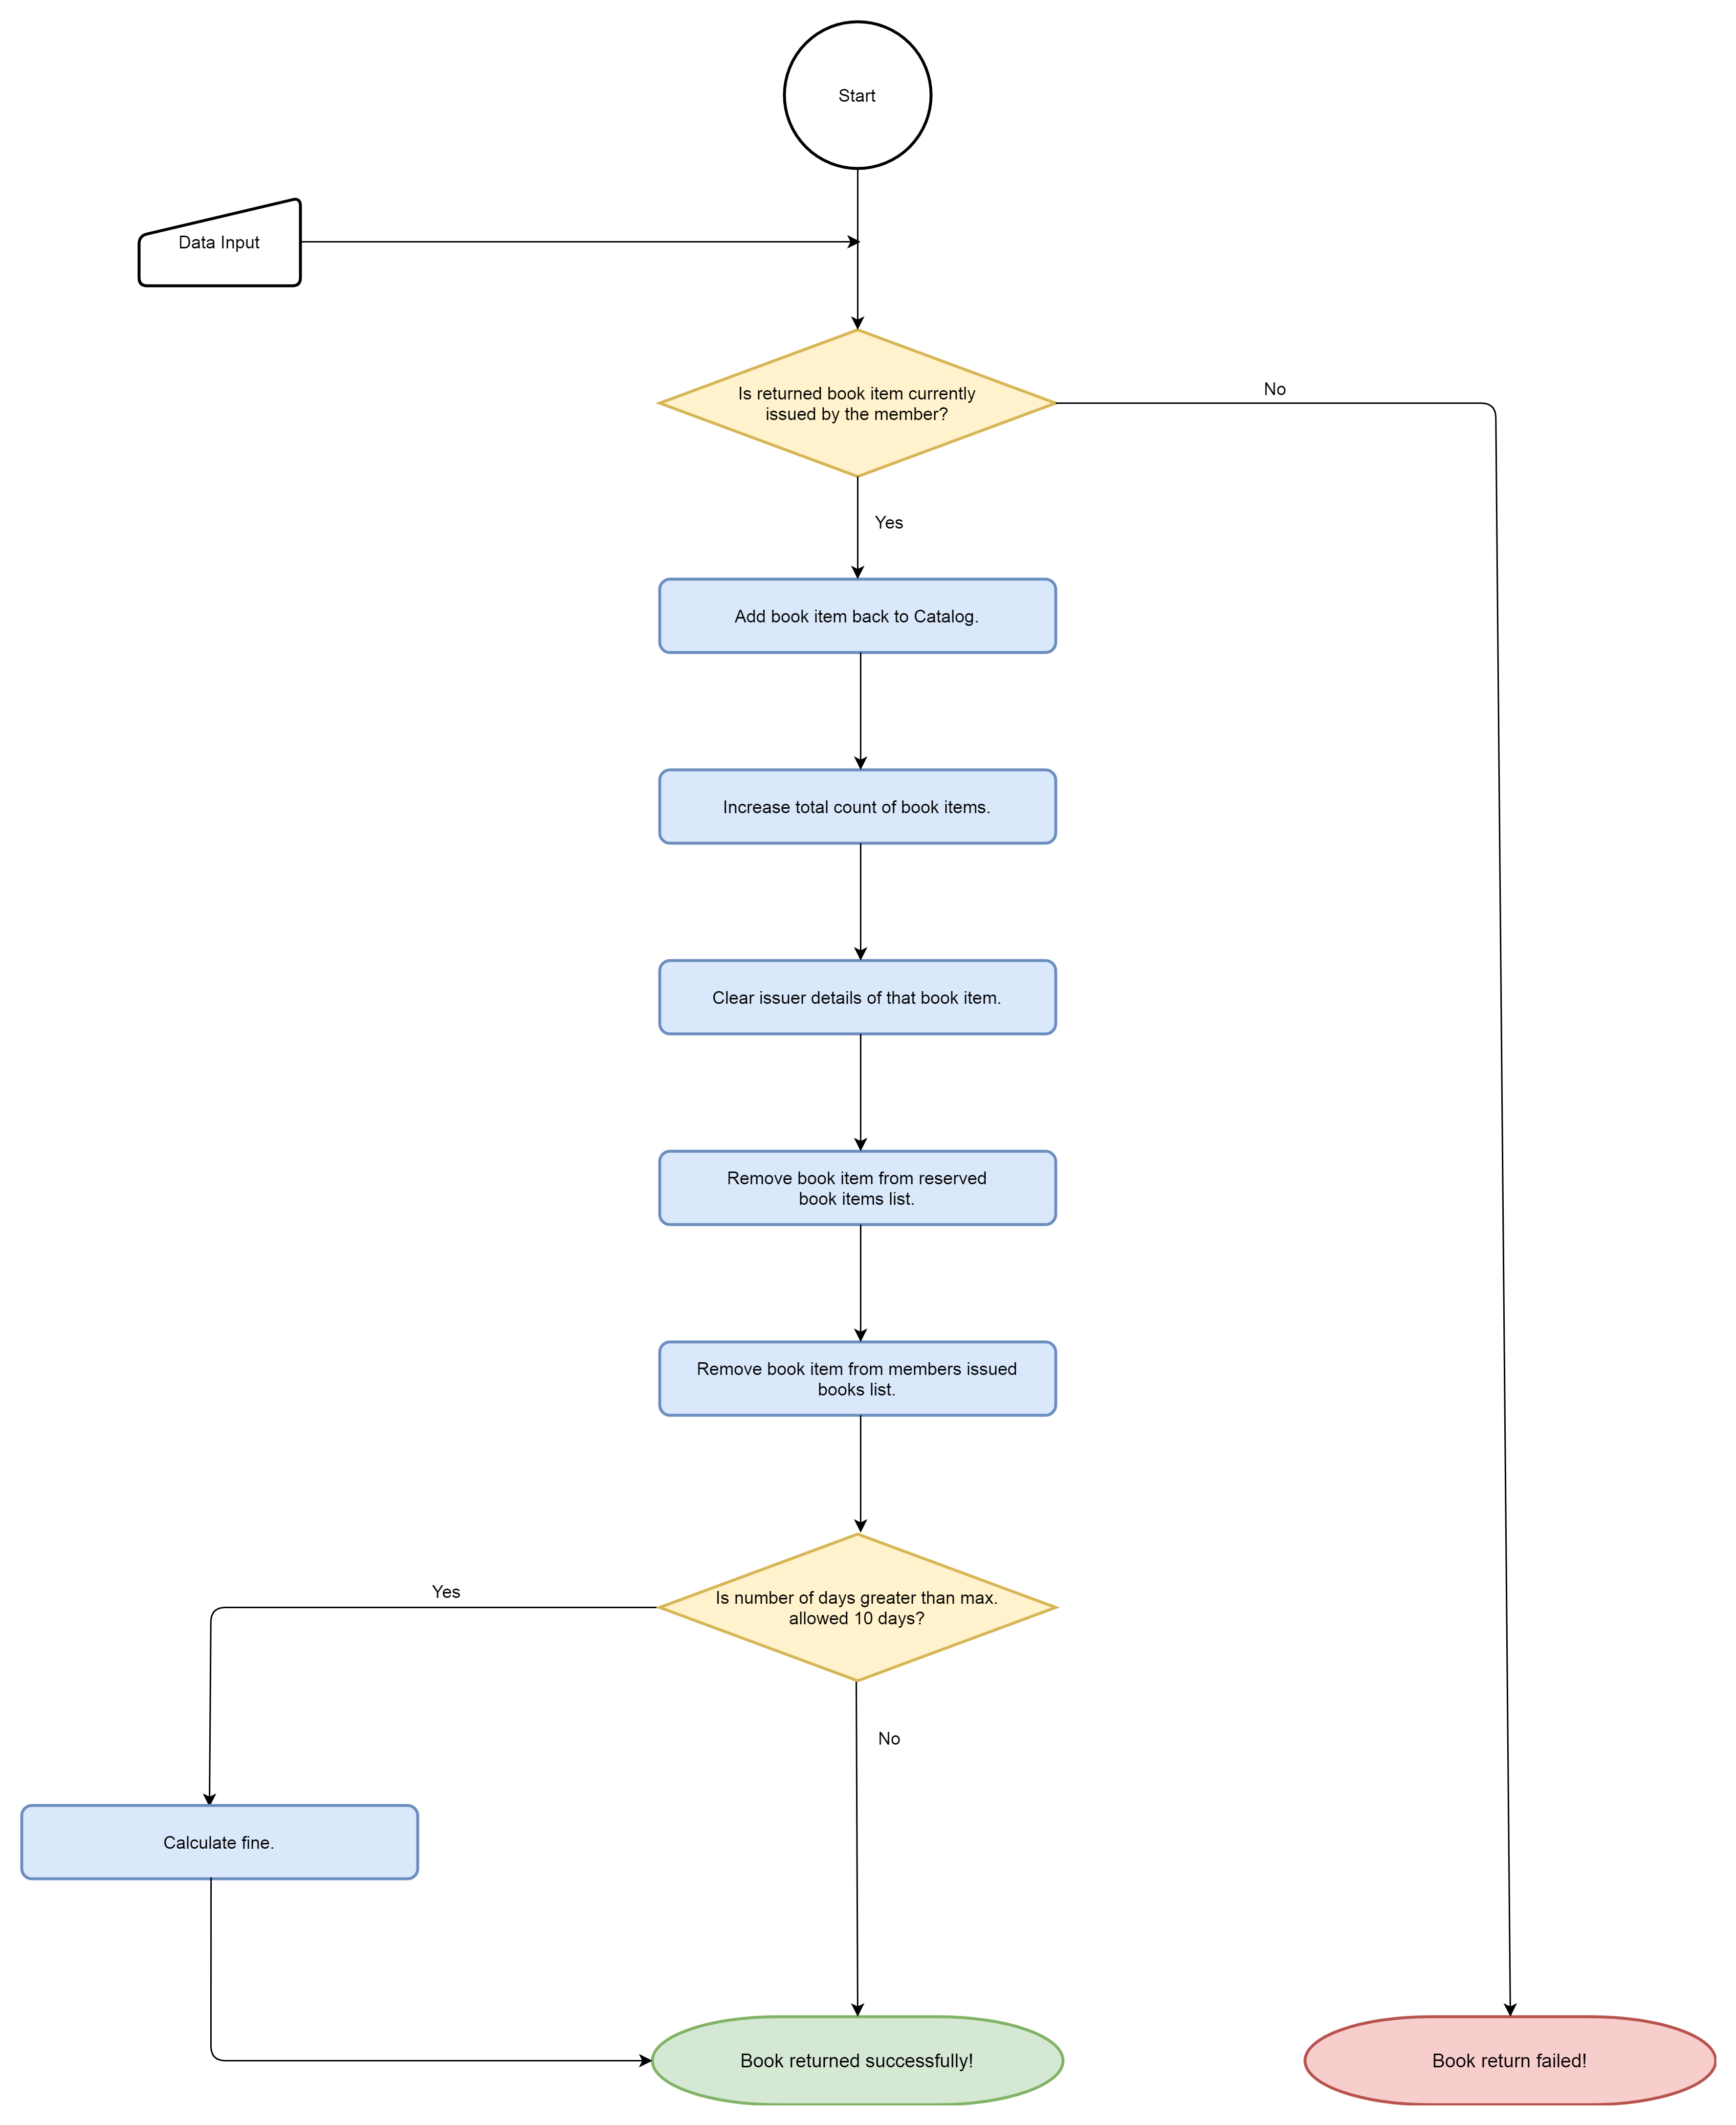 Start
Data Input
Is returned book item currently
issued by the member?
No
Yes
Add book item back to Catalog.
Increase total count of book items.
Clear issuer details of that book item.
Remove book item from reserved
book items list.
Remove book item from members issued
books list.
Is number of days greater than max.
allowed 10 days?
Yes
No
Calculate fine.
Book returned successfully!
Book return failed!